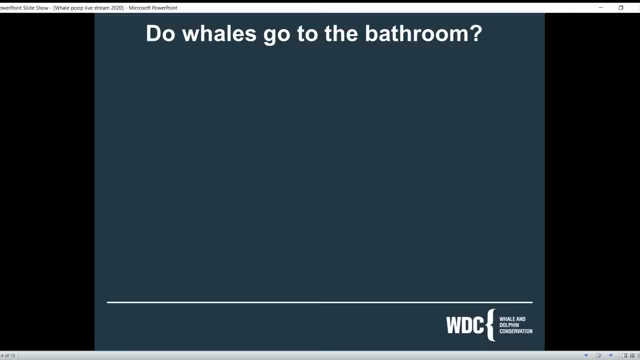 PowerPoint Slide Show - [Whale poop live stream 2020] - Microsoft PowerPoint
Do whales go to the bathroom?
WDC
WHALE AND
DOLPHIN
CONSERVATION